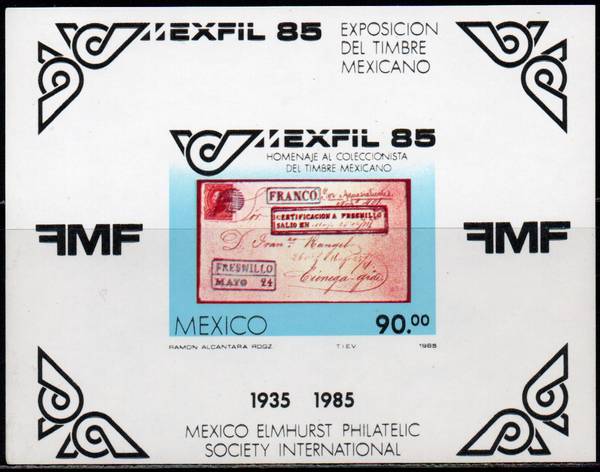 MEXFIL 85
EXPOSICION
DEL TIMBRE
MEXICANO
MEXFIL 85
HOMENAJE AL COLECCIONISTA
DEL TIMBRE MEXICANO
FRANCO
CERTIFICACION A FRESNILLO
SALIO EN
D. Juan Rangel
FRESNILLO
MAYO 24
FMF
FMF
MEXICO
90.00
RAMON ALCANTARA RDGZ.
T.I.E.V.
1985
1935 1985
MEXICO ELMHURST PHILATELIC
SOCIETY INTERNATIONAL